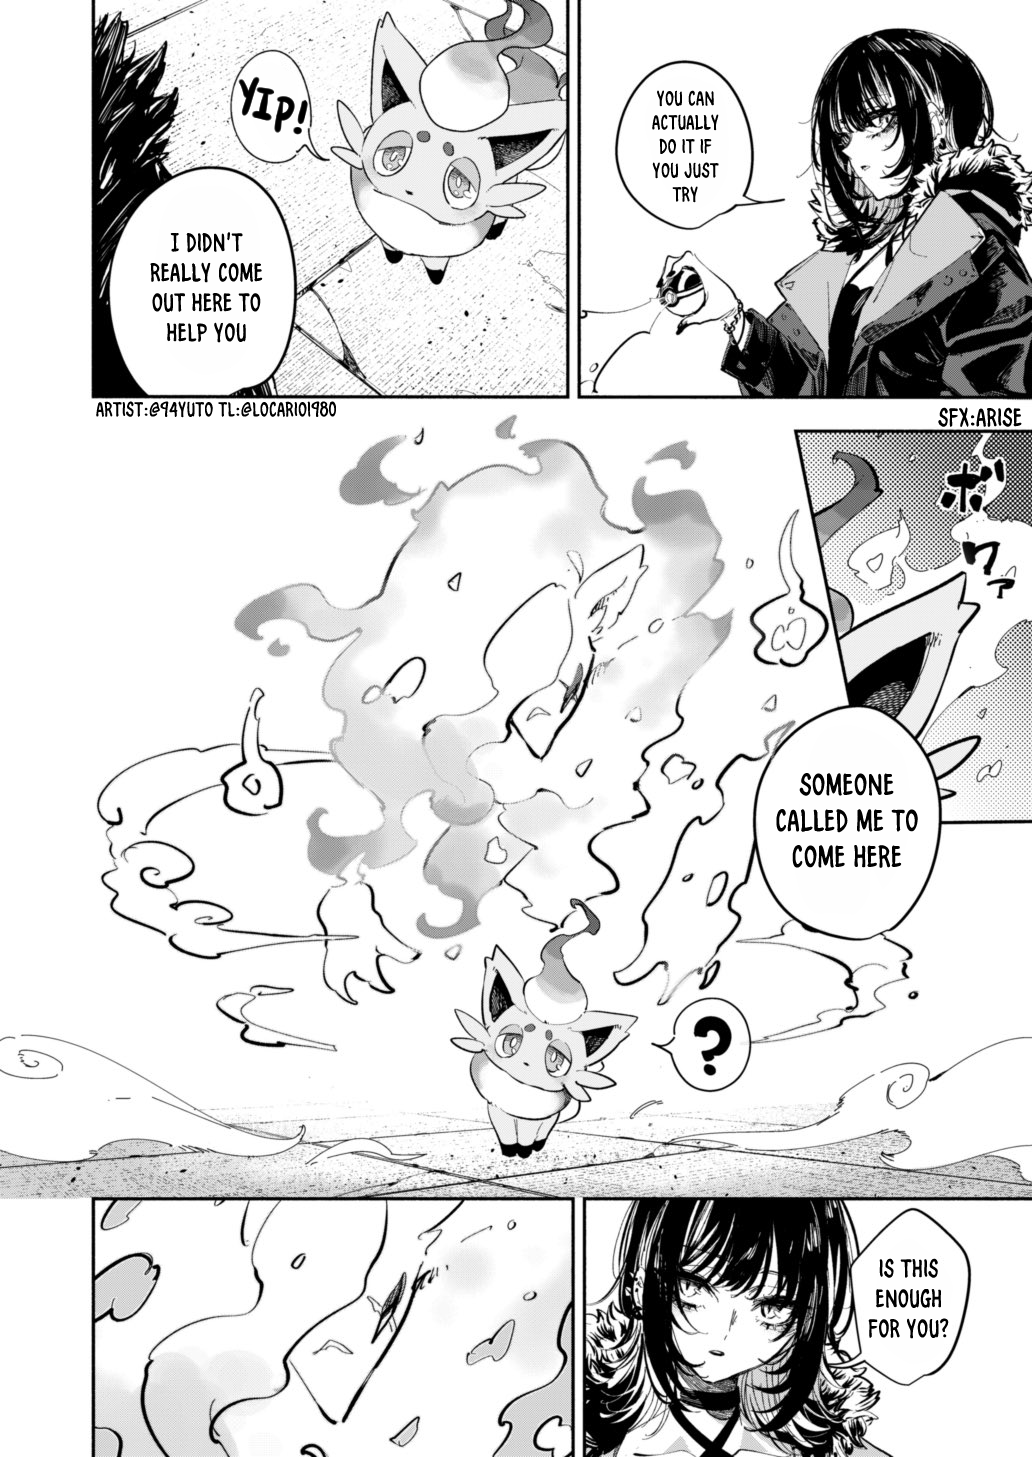 YOU CAN
ACTUALLY
DO IT IF
YOU JUST
TRY
YIP!
I DIDN'T
REALLY COME
OUT HERE TO
HELP YOU
ARTIST:@94YUTO TL:@LOCARIO1980
SFX:ARISE
ボ
ワァ
SOMEONE
CALLED ME TO
COME HERE
?
IS THIS
ENOUGH
FOR YOU?